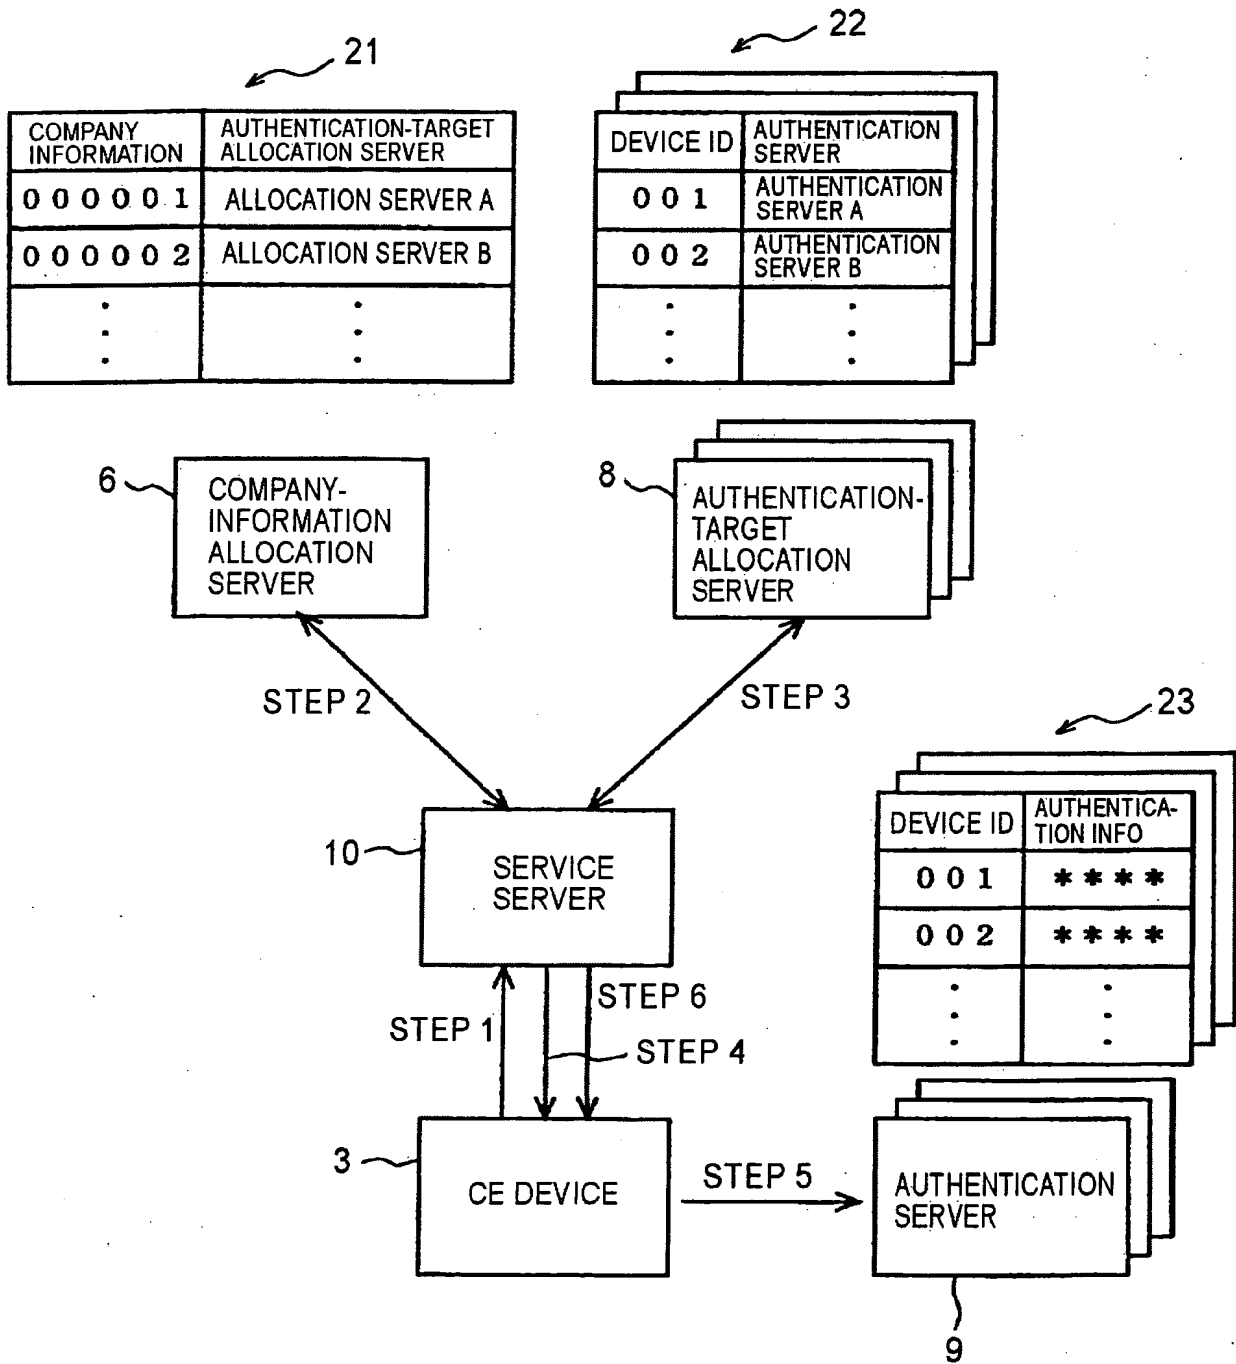 21
22
COMPANY INFORMATION
AUTHENTICATION-TARGET ALLOCATION SERVER
000001
ALLOCATION SERVER A
000002
ALLOCATION SERVER B
DEVICE ID
AUTHENTICATION SERVER
001
AUTHENTICATION SERVER A
002
AUTHENTICATION SERVER B
6
COMPANY-
INFORMATION
ALLOCATION
SERVER
8
AUTHENTICATION-
TARGET
ALLOCATION
SERVER
STEP 2
STEP 3
23
10
SERVICE
SERVER
DEVICE ID
AUTHENTICA-
TION INFO
001
****
002
****
STEP 6
STEP 1
STEP 4
3
CE DEVICE
STEP 5
AUTHENTICATION
SERVER
9